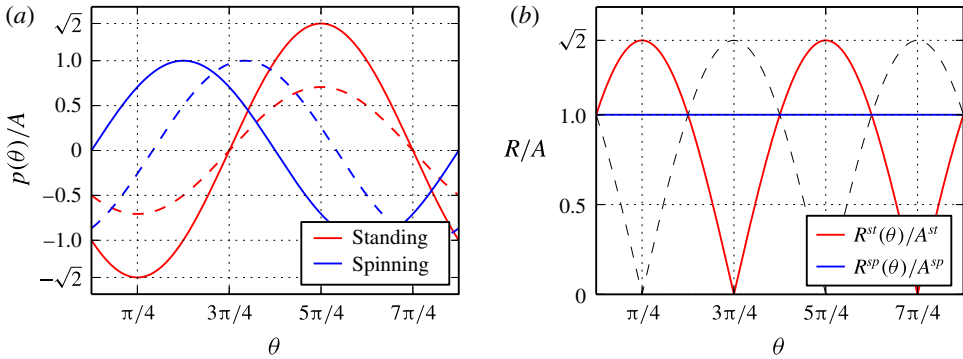 (a)
√2
1.0
0.5
0
−0.5
−1.0
−√2
p(θ)/A
π/4
3π/4
5π/4
7π/4
θ
Standing
Spinning
(b)
√2
1.0
R/A
0.5
0
π/4
3π/4
5π/4
7π/4
θ
R^{st}(θ)/A^{st}
R^{sp}(θ)/A^{sp}